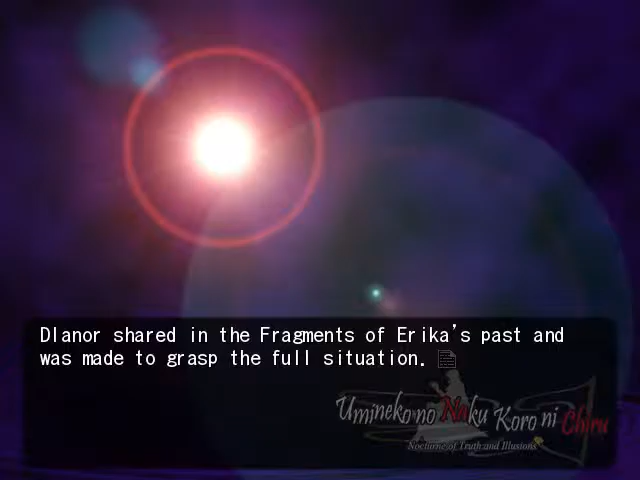 Dlanor shared in the Fragments of Erika's past and
was made to grasp the full situation.
Umineko no Naku Koro ni Chiru
Nocturne of Truth and Illusions